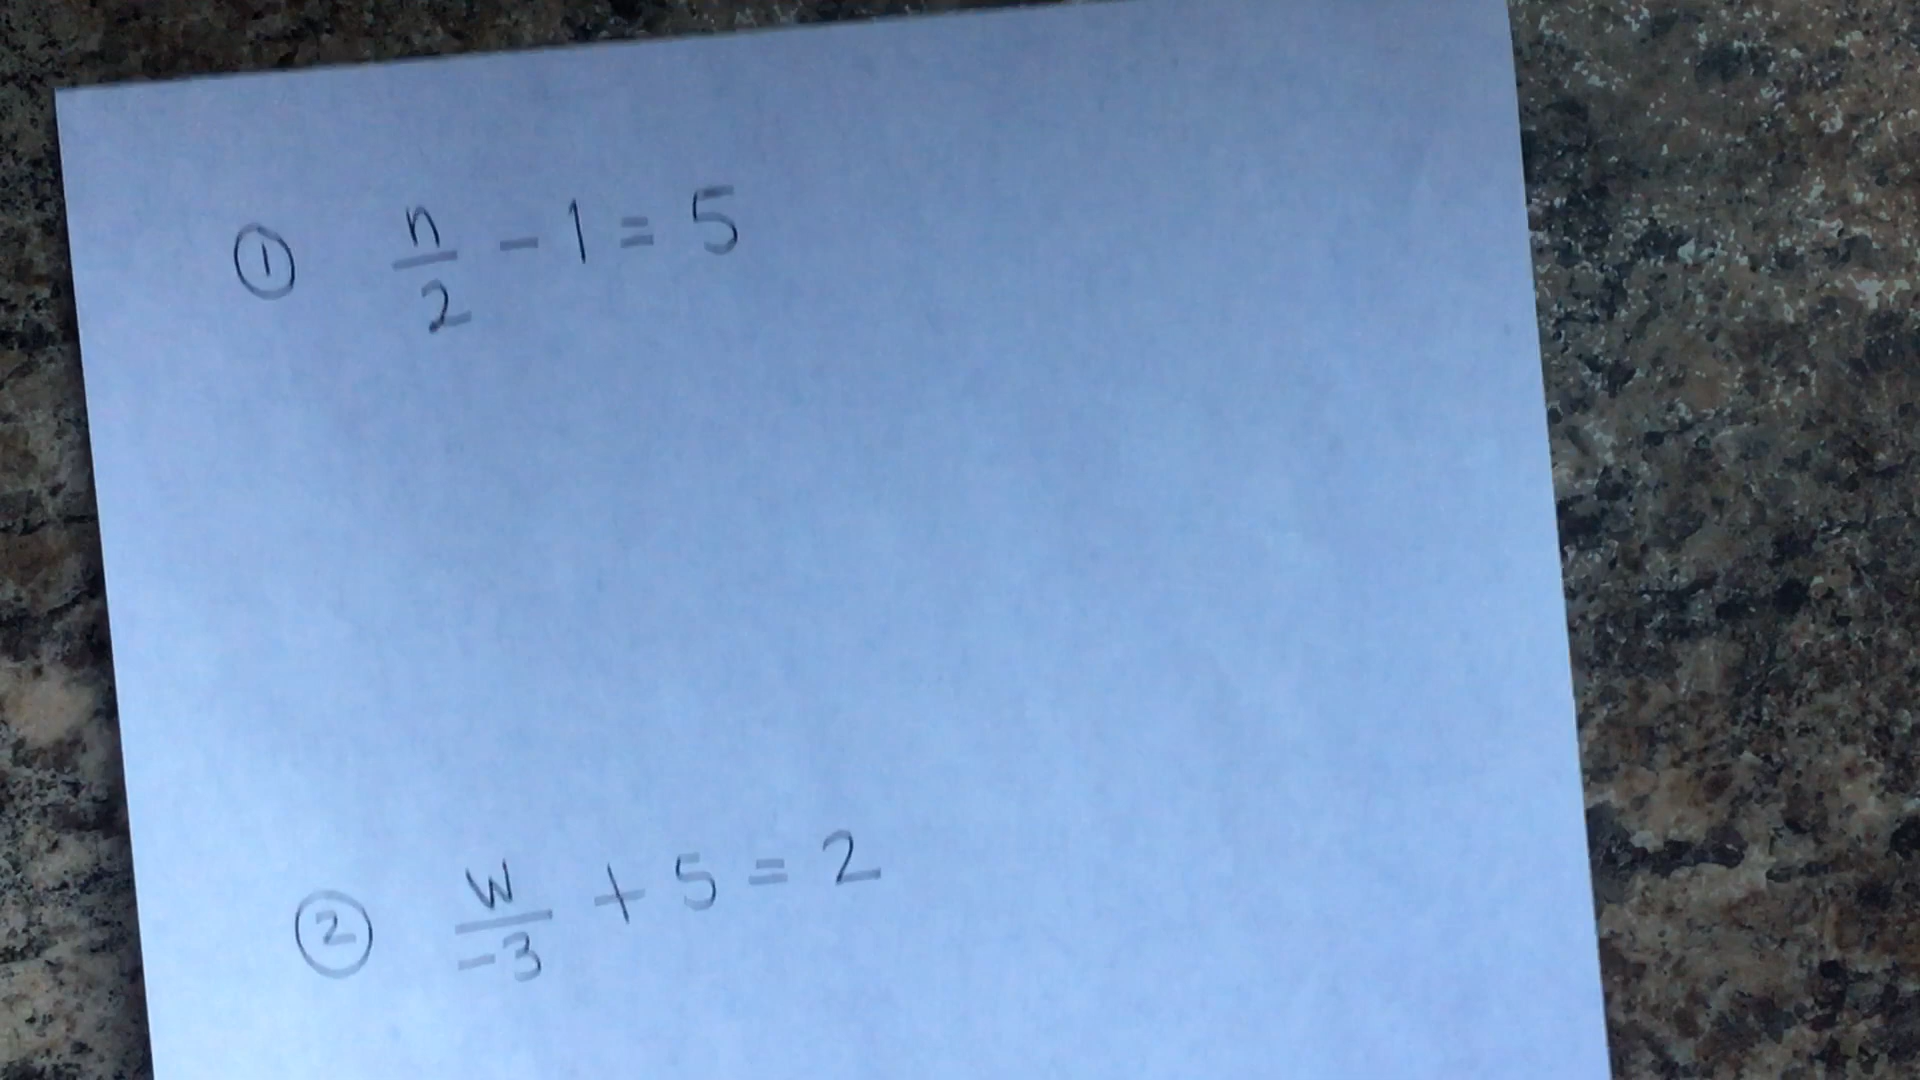 ① n/2 - 1 = 5
② w/-3 + 5 = 2